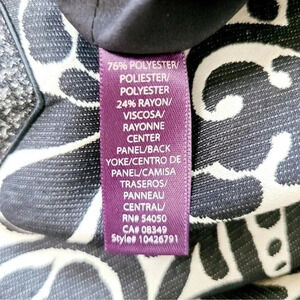 76% POLYESTER/
POLIESTER/
POLYESTER
24% RAYON/
VISCOSA/
RAYONNE
CENTER
PANEL/BACK
YOKE/CENTRO DE
PANEL/CAMISA
TRASEROS/
PANNEAU
CENTRAL/
RN# 54050
CA# 08349
Style# 10426791